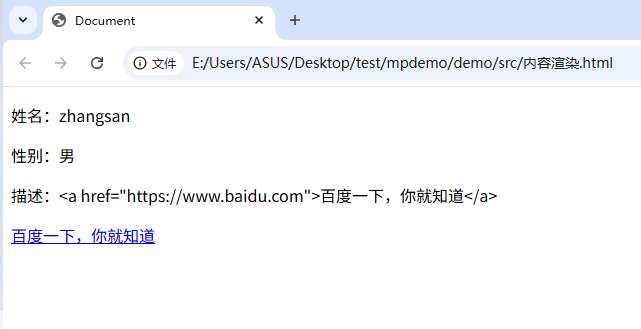 Document
文件 E:/Users/ASUS/Desktop/test/mpdemo/demo/src/内容渲染.html
姓名：zhangsan
性别：男
描述：<a href="https://www.baidu.com">百度一下，你就知道</a>
百度一下，你就知道